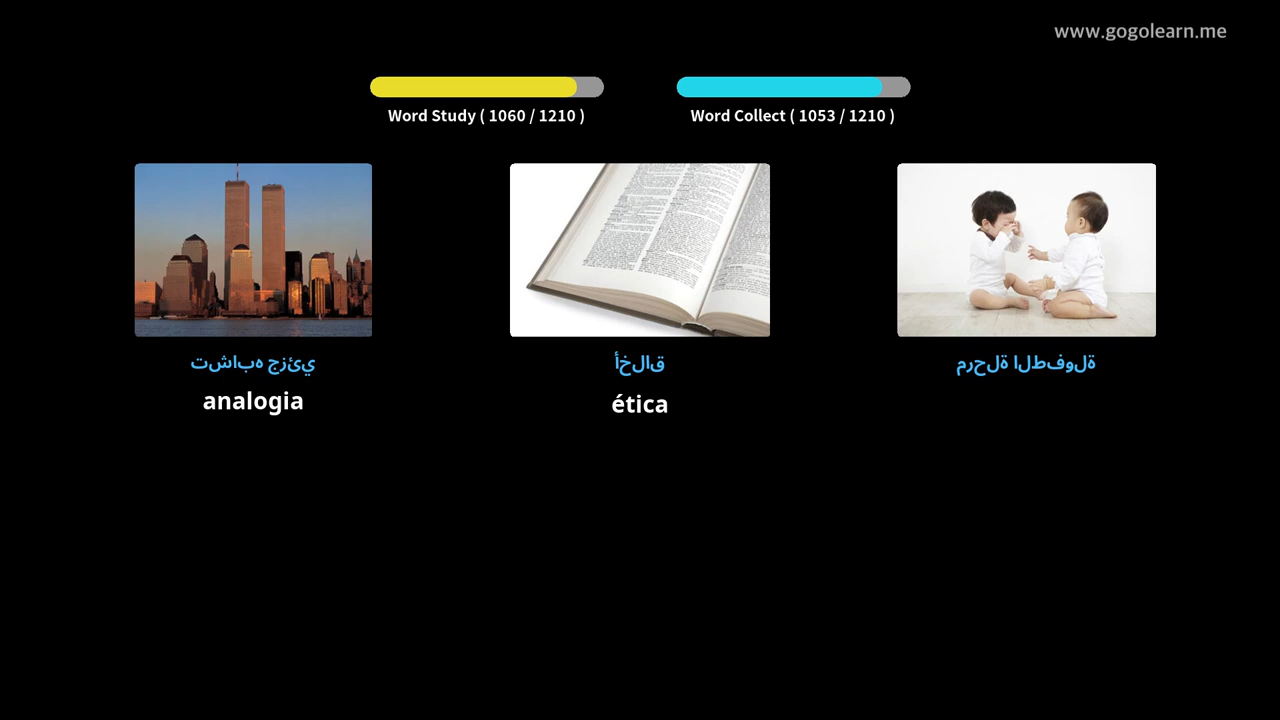 www.gogolearn.me
Word Study ( 1060 / 1210 )
Word Collect ( 1053 / 1210 )
تشابه جزئي
analogia
أخلاق
ética
مرحلة الطفولة